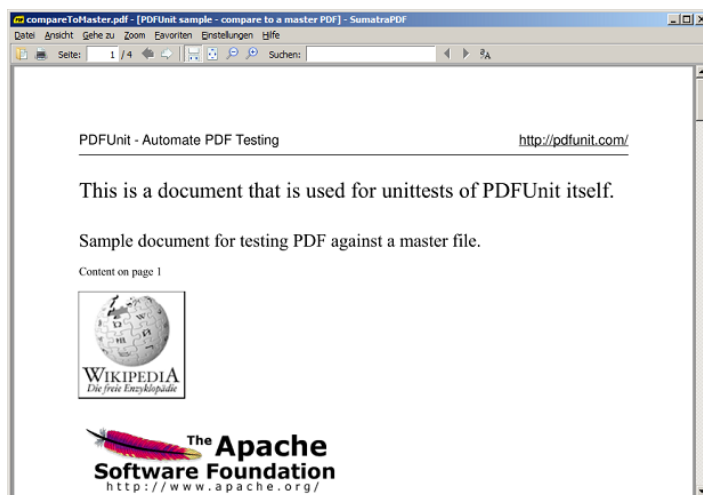 compareToMaster.pdf - [PDFUnit sample - compare to a master PDF] - SumatraPDF
Datei Ansicht Gehe zu Zoom Favoriten Einstellungen Hilfe
Seite: 1 / 4 Suchen: aA
PDFUnit - Automate PDF Testing http://pdfunit.com/
This is a document that is used for unittests of PDFUnit itself.
Sample document for testing PDF against a master file.
Content on page 1
WIKIPEDIA
Die freie Enzyklopädie
The Apache
Software Foundation
http://www.apache.org/